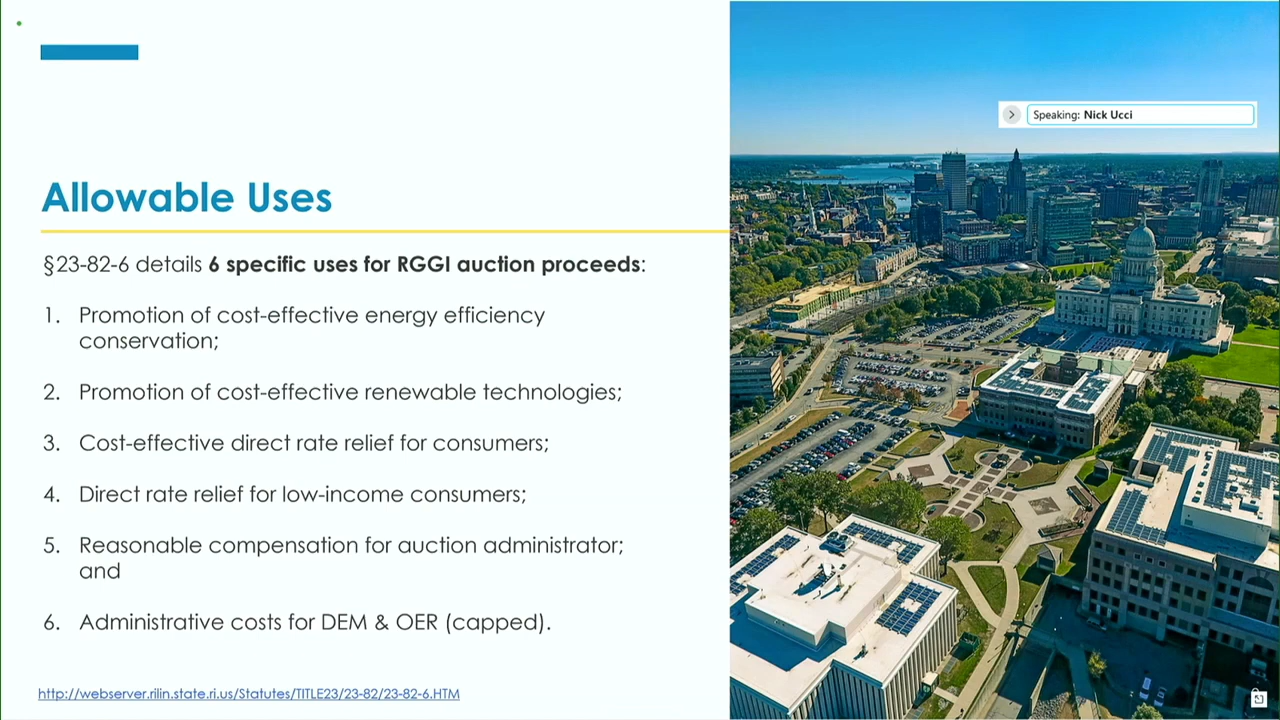 Speaking: Nick Ucci
Allowable Uses
§23-82-6 details 6 specific uses for RGGI auction proceeds:
1. Promotion of cost-effective energy efficiency
conservation;
2. Promotion of cost-effective renewable technologies;
3. Cost-effective direct rate relief for consumers;
4. Direct rate relief for low-income consumers;
5. Reasonable compensation for auction administrator;
and
6. Administrative costs for DEM & OER (capped).
http://webserver.rilin.state.ri.us/Statutes/TITLE23/23-82/23-82-6.HTM